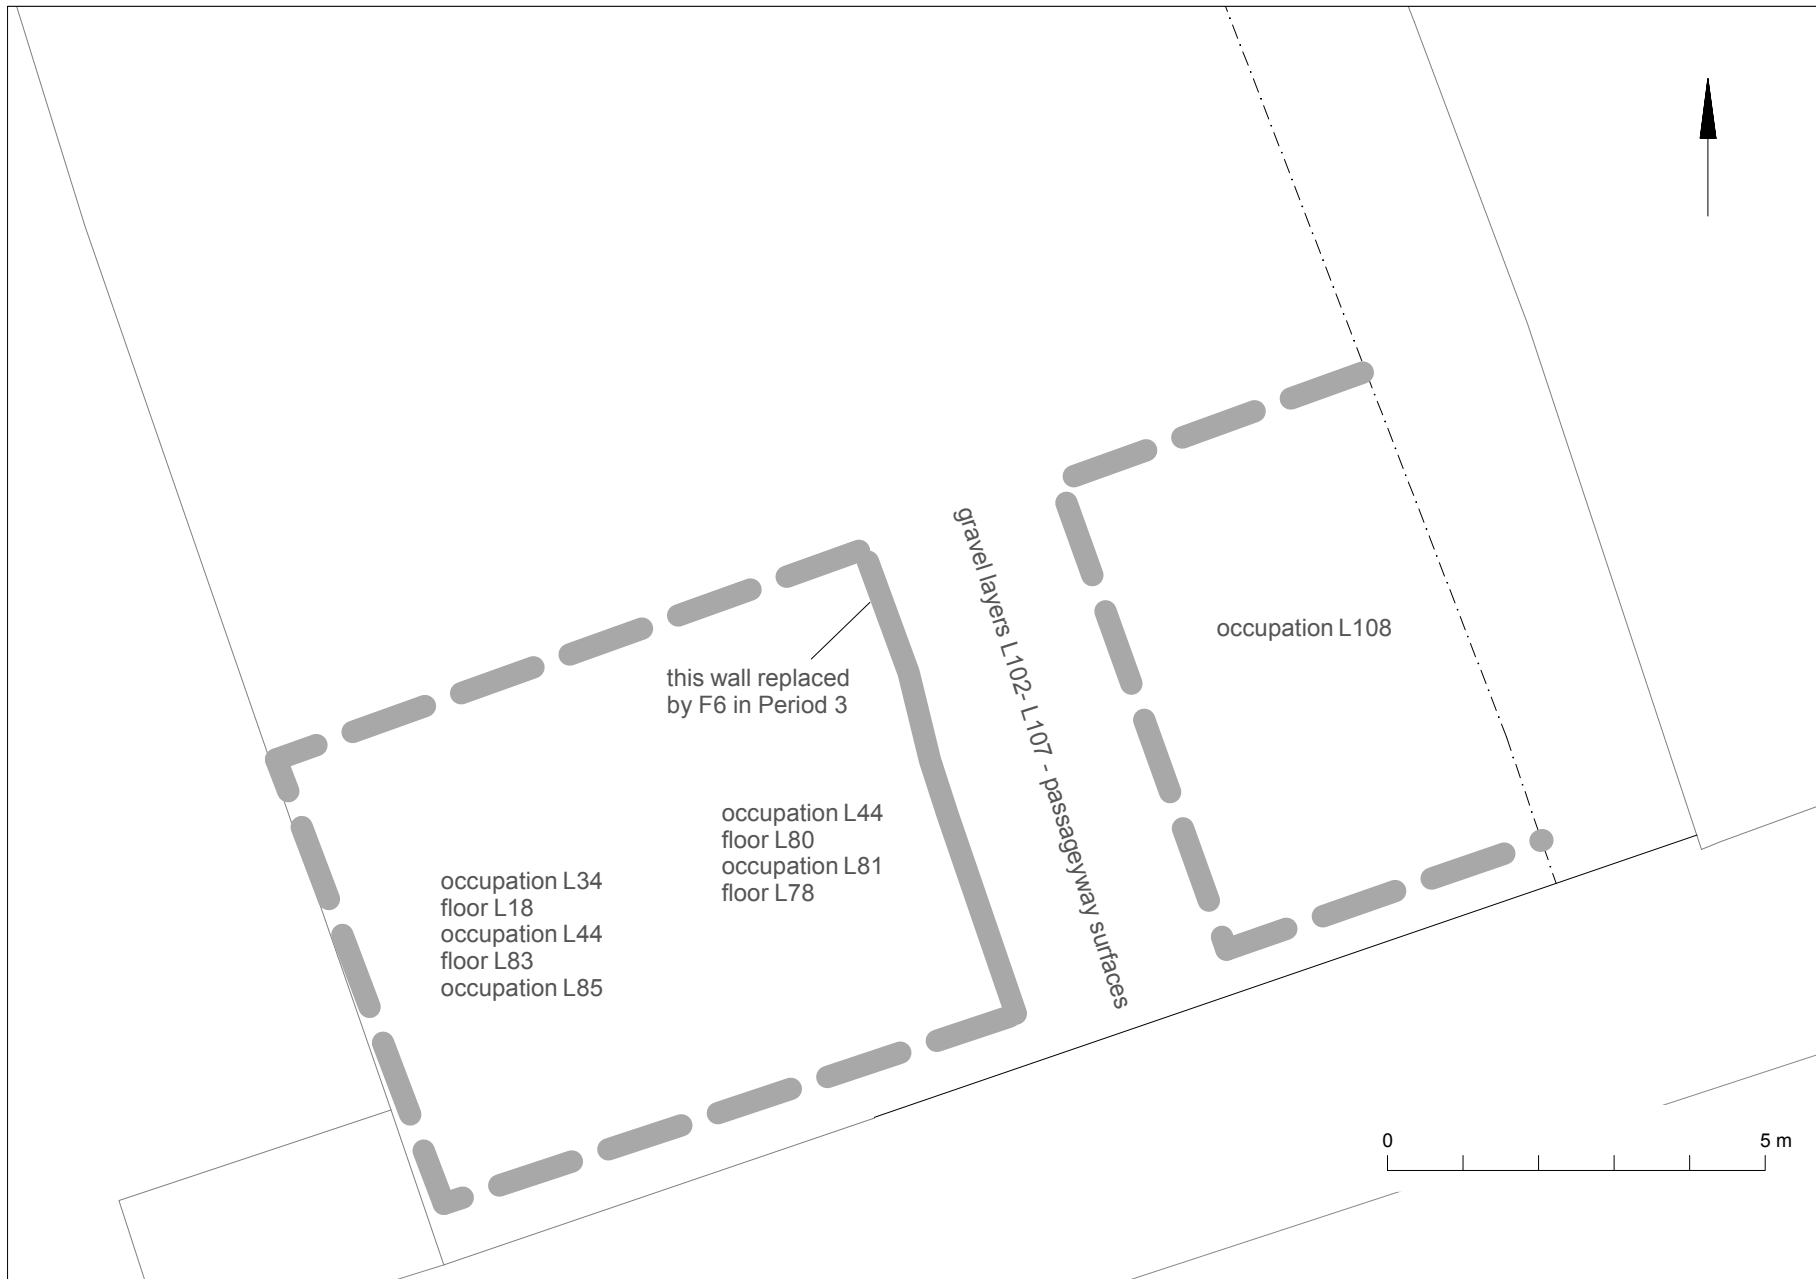 gravel layers L102- L107 - passageyway surfaces
occupation L108
this wall replaced
by F6 in Period 3
occupation L44
floor L80
occupation L81
floor L78
occupation L34
floor L18
occupation L44
floor L83
occupation L85
0 5 m